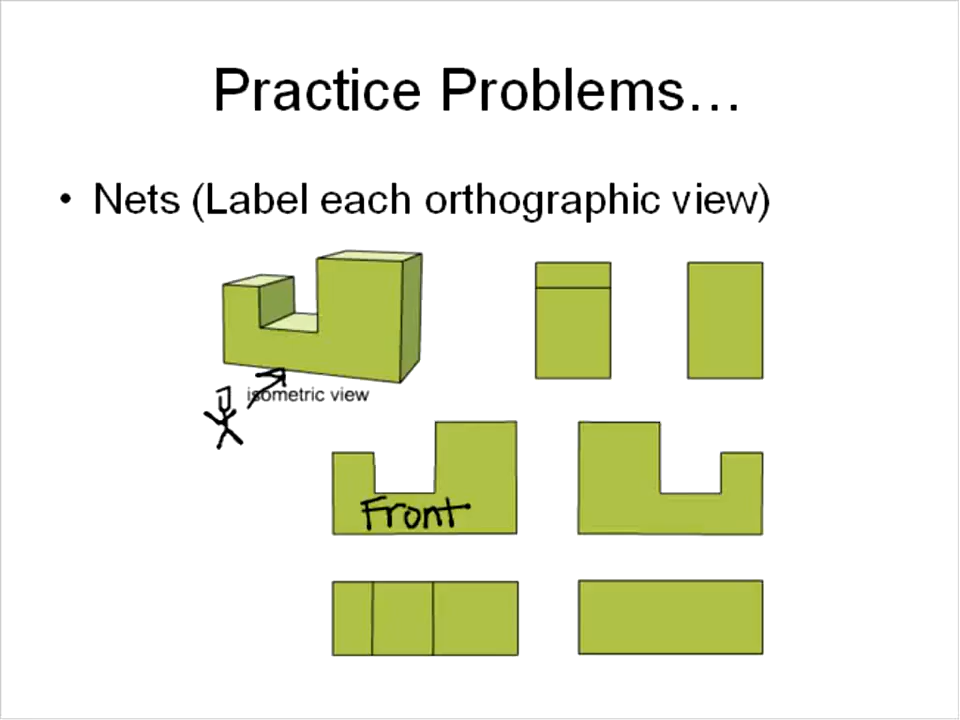 Practice Problems...
• Nets (Label each orthographic view)
isometric view
Front